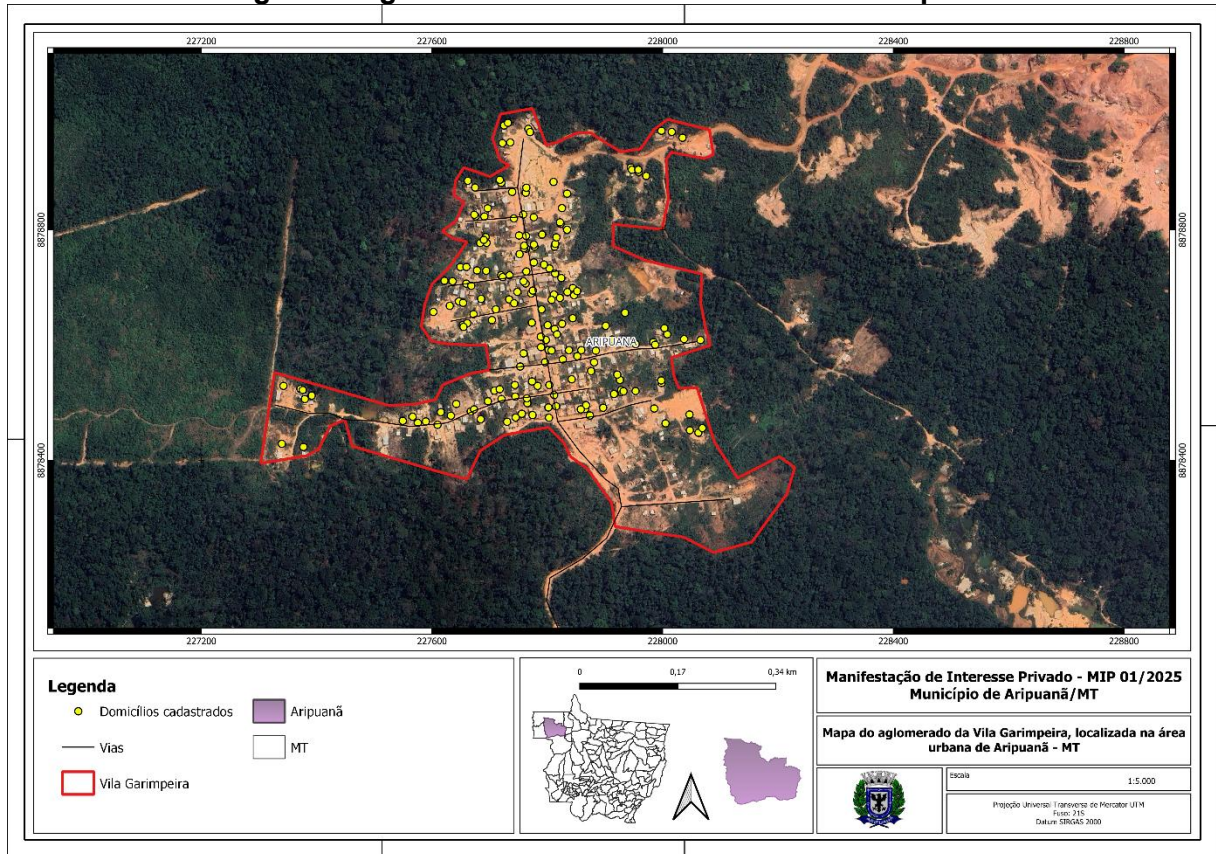 227200 227600 228000 228400 228800
8878800 8878800
ARIPUANA
8878400 8878400
227200 227600 228000 228400 228800
Legenda
Domicílios cadastrados
Aripuanã
Vias
MT
Vila Garimpeira
0 0,17 0,34 km
Manifestação de Interesse Privado - MIP 01/2025
Município de Aripuanã/MT
Mapa do aglomerado da Vila Garimpeira, localizada na área
urbana de Aripuanã - MT
Escala
1:5.000
Projeção Universal Transversa de Mercator UTM
Fuso: 21S
Datum SIRGAS 2000